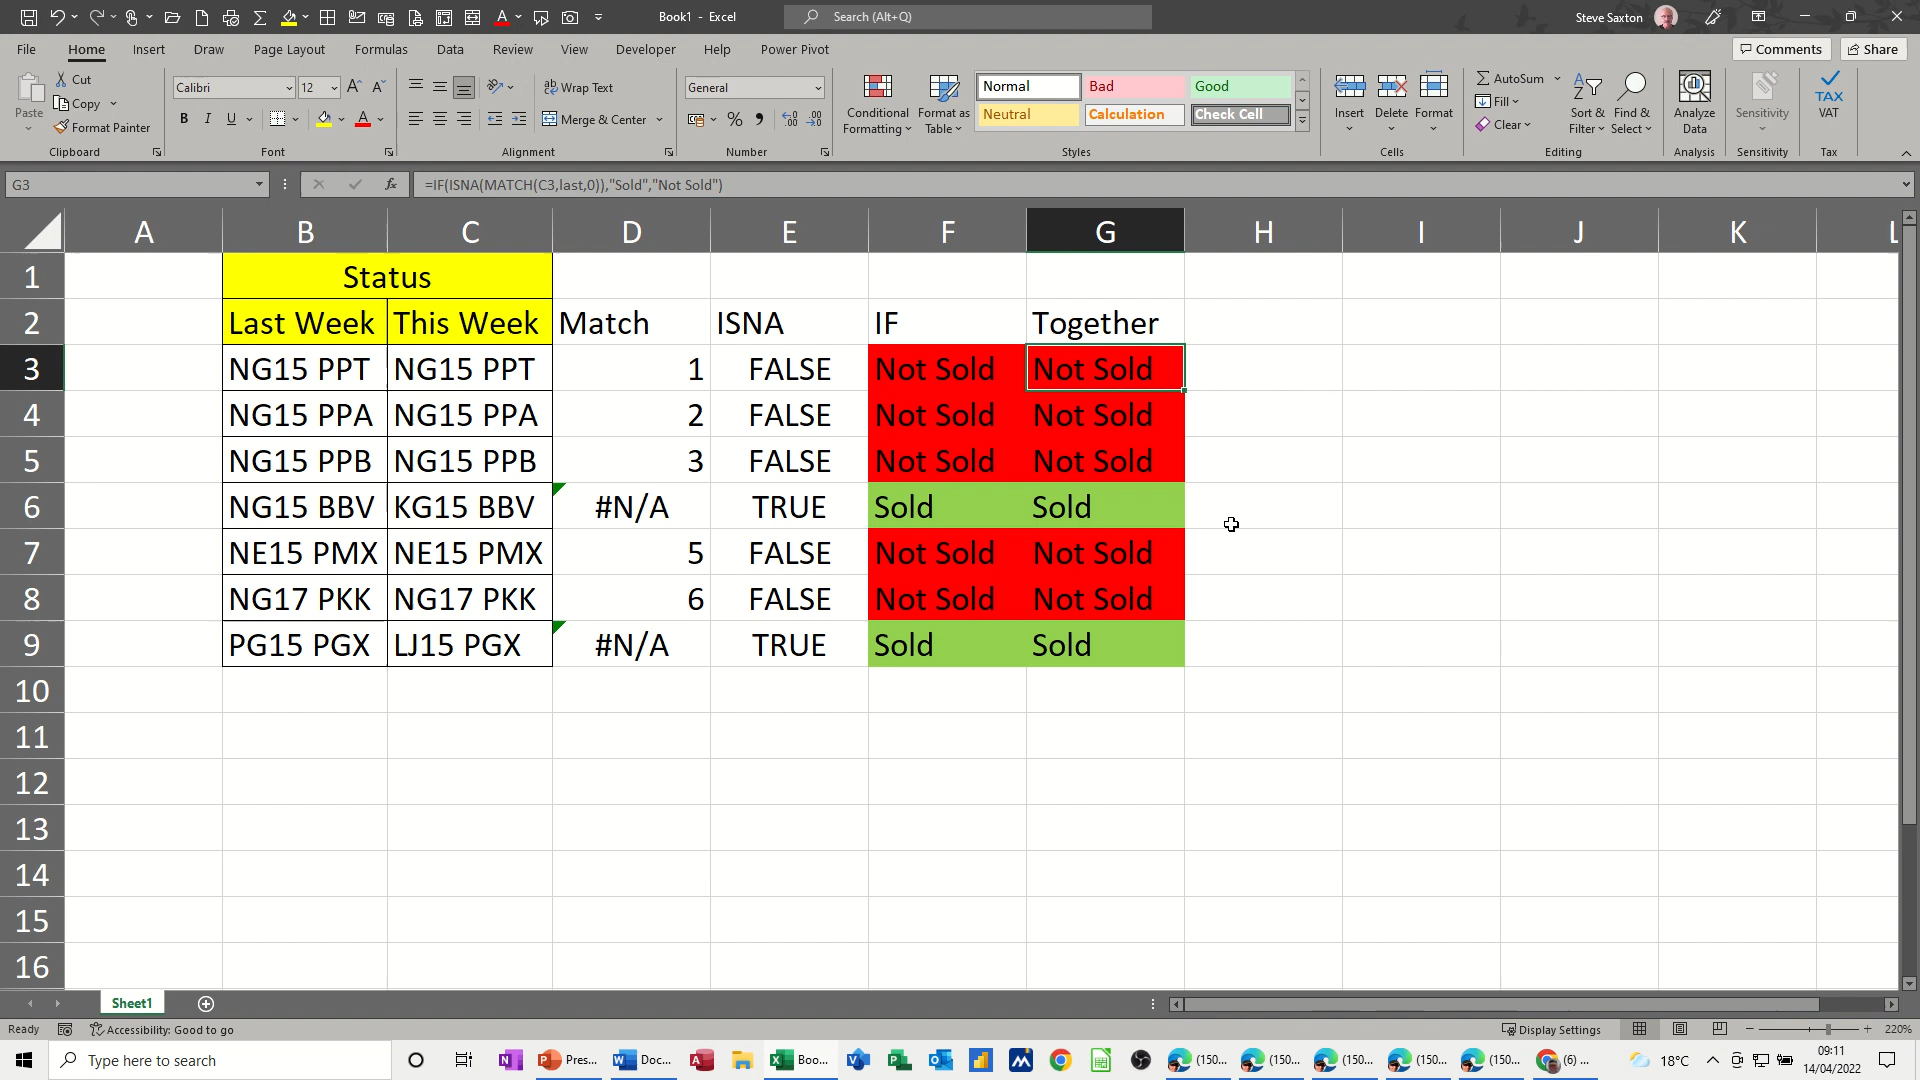 Book1 - Excel
Search (Alt+Q)
Steve Saxton
File Home Insert Draw Page Layout Formulas Data Review View Developer Help Power Pivot
Comments Share
Paste
Cut
Copy
Format Painter
Clipboard
Calibri 12
B I U
Font
Wrap Text
Merge & Center
Alignment
General
Number
Conditional Formatting
Format as Table
Normal Bad Good
Neutral Calculation Check Cell
Styles
Insert Delete Format
Cells
AutoSum
Fill
Clear
Sort & Filter
Find & Select
Editing
Analyze Data
Analysis
Sensitivity
Sensitivity
TAX
VAT
Tax
G3
fx
=IF(ISNA(MATCH(C3,last,0)),"Sold","Not Sold")
A B C D E F G H I J K L
1 Status
2 Last Week This Week Match ISNA IF Together
3 NG15 PPT NG15 PPT 1 FALSE Not Sold Not Sold
4 NG15 PPA NG15 PPA 2 FALSE Not Sold Not Sold
5 NG15 PPB NG15 PPB 3 FALSE Not Sold Not Sold
6 NG15 BBV KG15 BBV #N/A TRUE Sold Sold
7 NE15 PMX NE15 PMX 5 FALSE Not Sold Not Sold
8 NG17 PKK NG17 PKK 6 FALSE Not Sold Not Sold
9 PG15 PGX LJ15 PGX #N/A TRUE Sold Sold
10
11
12
13
14
15
16
Sheet1
Ready Accessibility: Good to go Display Settings 220%
Type here to search
Pres... Doc... Boo... (150... (150... (150... (150... (150... (6) ...
18°C
09:11
14/04/2022